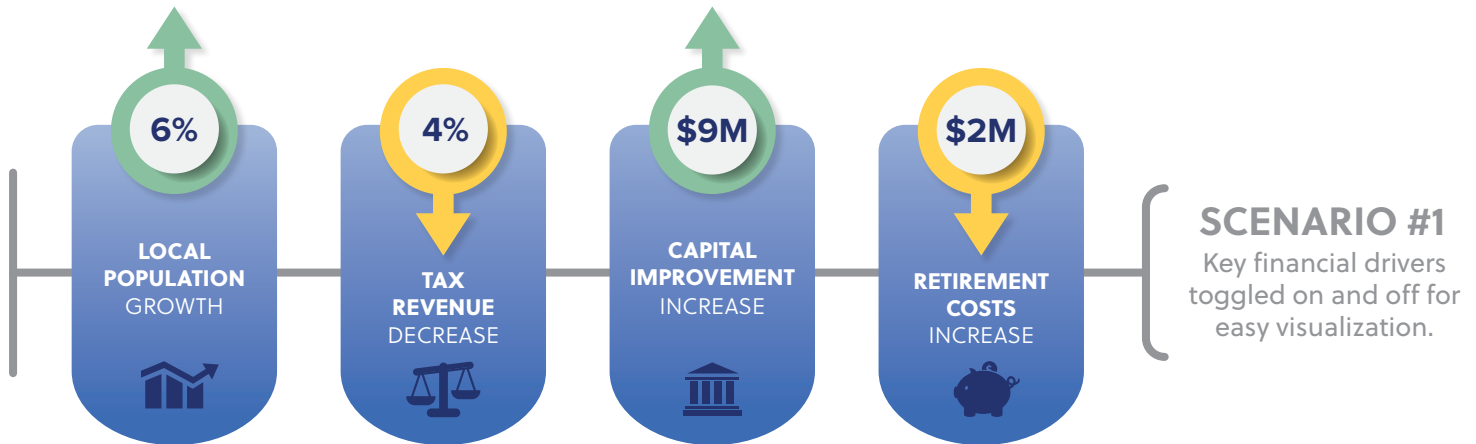 6%
LOCAL
POPULATION
GROWTH
4%
TAX
REVENUE
DECREASE
$9M
CAPITAL
IMPROVEMENT
INCREASE
$2M
RETIREMENT
COSTS
INCREASE
SCENARIO #1
Key financial drivers
toggled on and off for
easy visualization.